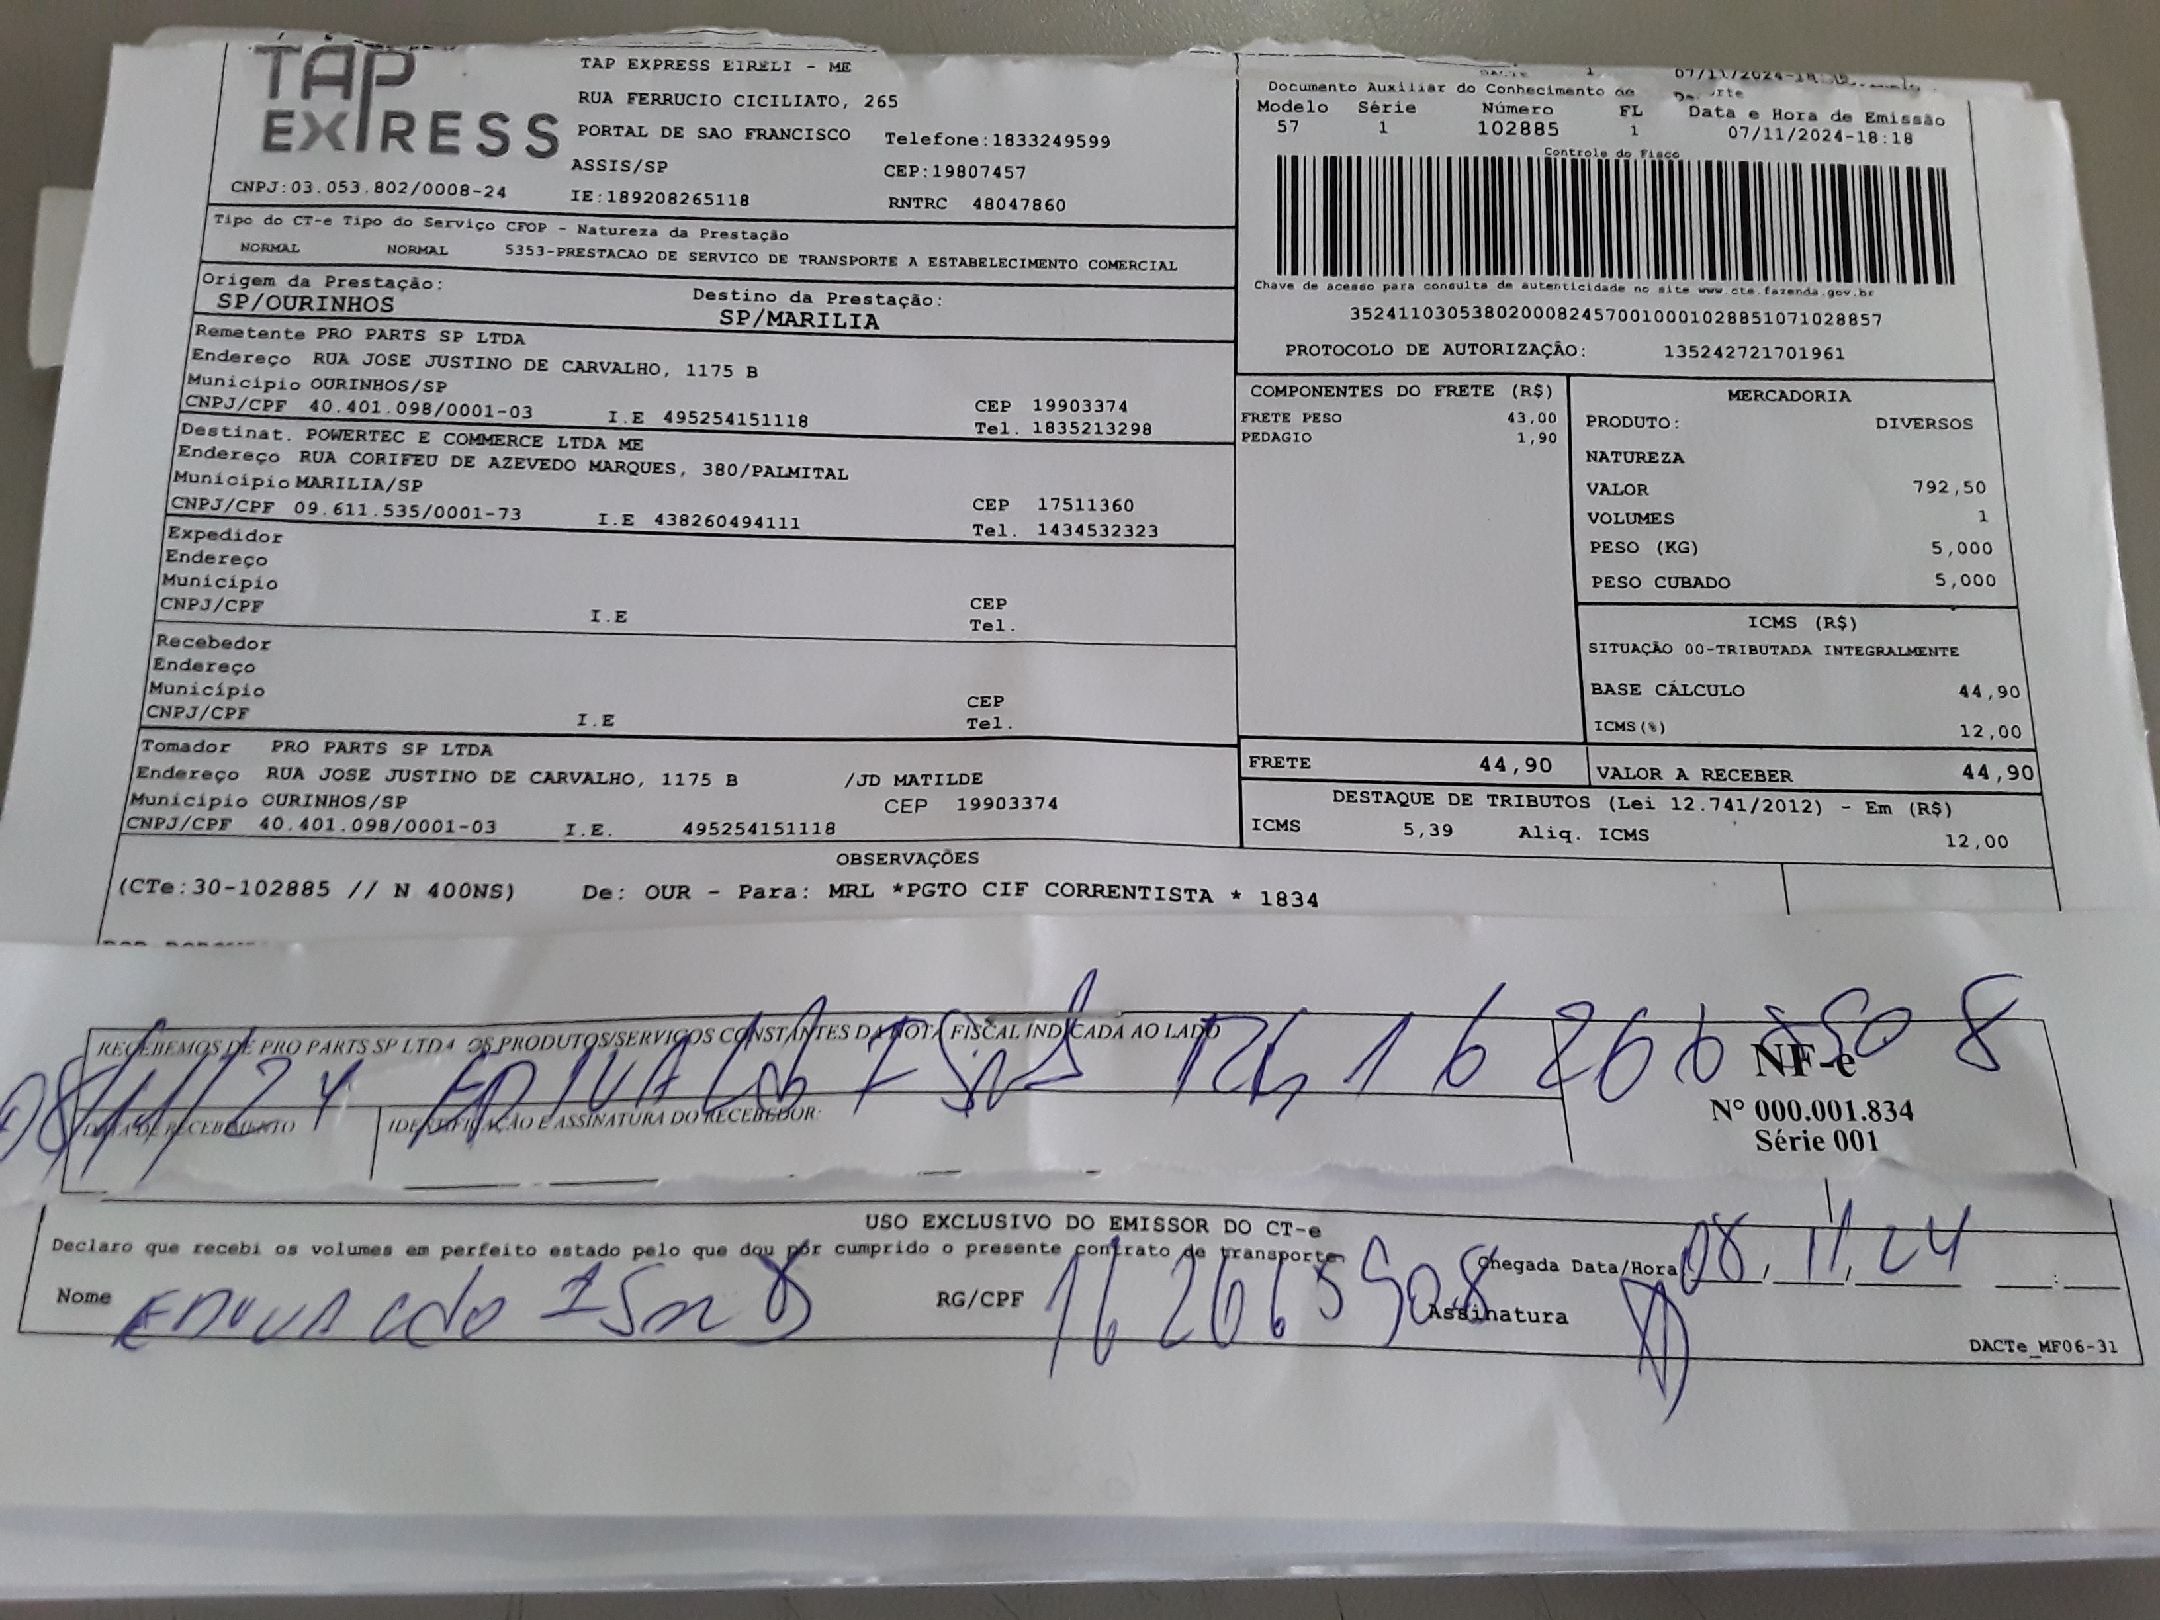 TAP EXPRESS
TAP EXPRESS EIRELI - ME
RUA FERRUCIO CICILIATO, 265
PORTAL DE SAO FRANCISCO Telefone:1833249599
ASSIS/SP CEP:19807457
CNPJ:03.053.802/0008-24 IE:189208265118 RNTRC 48047860
Documento Auxiliar do Conhecimento de
Modelo Série Número FL Data e Hora de Emissão
57 1 102885 1 07/11/2024-18:18
Controle do Fisco
Chave de acesso para consulta de autenticidade no site www.cte.fazenda.gov.br
35241103053802000824570010001028851071028857
PROTOCOLO DE AUTORIZAÇÃO: 135242721701961
Tipo do CT-e Tipo do Serviço CFOP - Natureza da Prestação
NORMAL NORMAL 5353-PRESTACAO DE SERVICO DE TRANSPORTE A ESTABELECIMENTO COMERCIAL
Origem da Prestação: Destino da Prestação:
SP/OURINHOS SP/MARILIA
Remetente PRO PARTS SP LTDA
Endereço RUA JOSE JUSTINO DE CARVALHO, 1175 B
Município OURINHOS/SP CEP 19903374
CNPJ/CPF 40.401.098/0001-03 I.E 495254151118 Tel. 1835213298
Destinat. POWERTEC E COMMERCE LTDA ME
Endereço RUA CORIFEU DE AZEVEDO MARQUES, 380/PALMITAL
Município MARILIA/SP CEP 17511360
CNPJ/CPF 09.611.535/0001-73 I.E 438260494111 Tel. 1434532323
Expedidor
Endereço
Município CEP
CNPJ/CPF I.E Tel.
Recebedor
Endereço
Município CEP
CNPJ/CPF I.E Tel.
Tomador PRO PARTS SP LTDA
Endereço RUA JOSE JUSTINO DE CARVALHO, 1175 B /JD MATILDE
Município OURINHOS/SP CEP 19903374
CNPJ/CPF 40.401.098/0001-03 I.E. 495254151118
COMPONENTES DO FRETE (R$)
FRETE PESO 43,00
PEDAGIO 1,90
MERCADORIA
PRODUTO: DIVERSOS
NATUREZA
VALOR 792,50
VOLUMES 1
PESO (KG) 5,000
PESO CUBADO 5,000
ICMS (R$)
SITUAÇÃO 00-TRIBUTADA INTEGRALMENTE
BASE CÁLCULO 44,90
ICMS(%) 12,00
FRETE 44,90 VALOR A RECEBER 44,90
DESTAQUE DE TRIBUTOS (Lei 12.741/2012) - Em (R$)
ICMS 5,39 Aliq. ICMS 12,00
OBSERVAÇÕES
(CTe:30-102885 // N 400NS) De: OUR - Para: MRL *PGTO CIF CORRENTISTA * 1834
RECEBEMOS DE PRO PARTS SP LTDA OS PRODUTOS/SERVIÇOS CONSTANTES DA NOTA FISCAL INDICADA AO LADO
08/11/24
DATA DE RECEBIMENTO IDENTIFICAÇÃO E ASSINATURA DO RECEBEDOR:
NF-e
Nº 000.001.834
Série 001
USO EXCLUSIVO DO EMISSOR DO CT-e
Declaro que recebi os volumes em perfeito estado pelo que dou por cumprido o presente contrato de transporte
Chegada Data/Hora 08, 11, 24
Nome RG/CPF Assinatura
DACTe_MF06-31